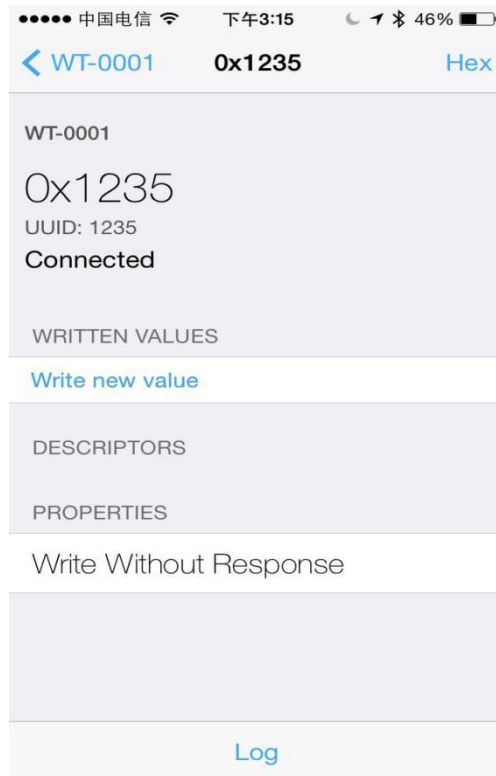 中国电信 下午3:15 46%
WT-0001 0x1235 Hex
WT-0001
0x1235
UUID: 1235
Connected
WRITTEN VALUES
Write new value
DESCRIPTORS
PROPERTIES
Write Without Response
Log